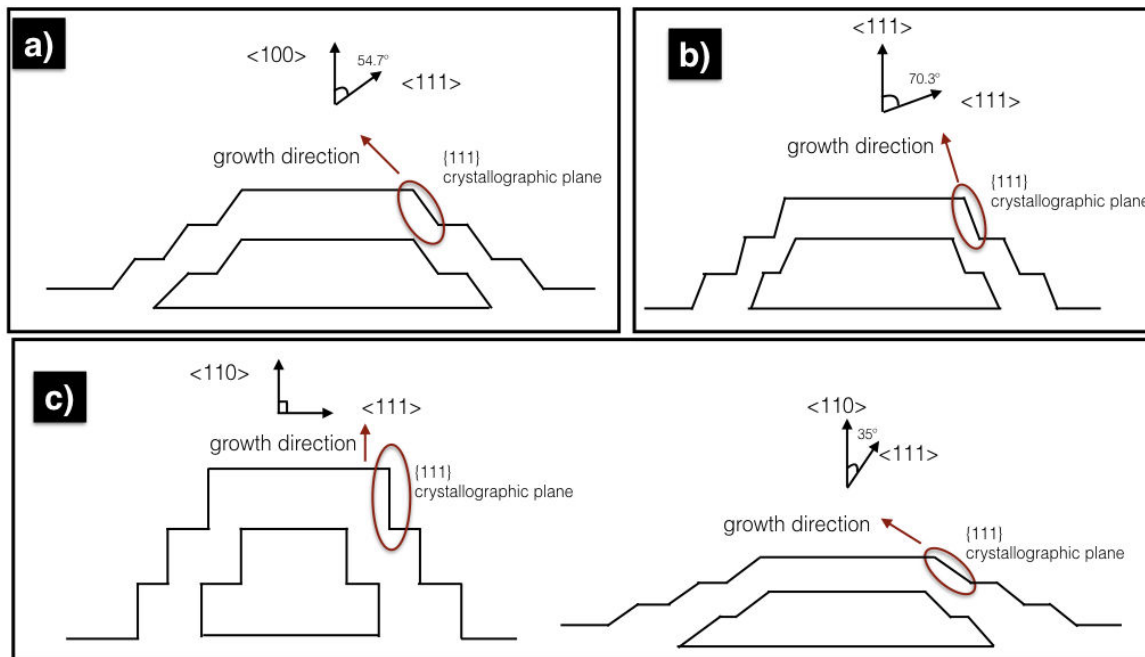 a)
<100>
54.7°
<111>
growth direction
{111}
crystallographic plane
b)
<111>
70.3°
<111>
growth direction
{111}
crystallographic plane
c)
<110>
<111>
growth direction
{111}
crystallographic plane
<110>
35°
<111>
growth direction
{111}
crystallographic plane